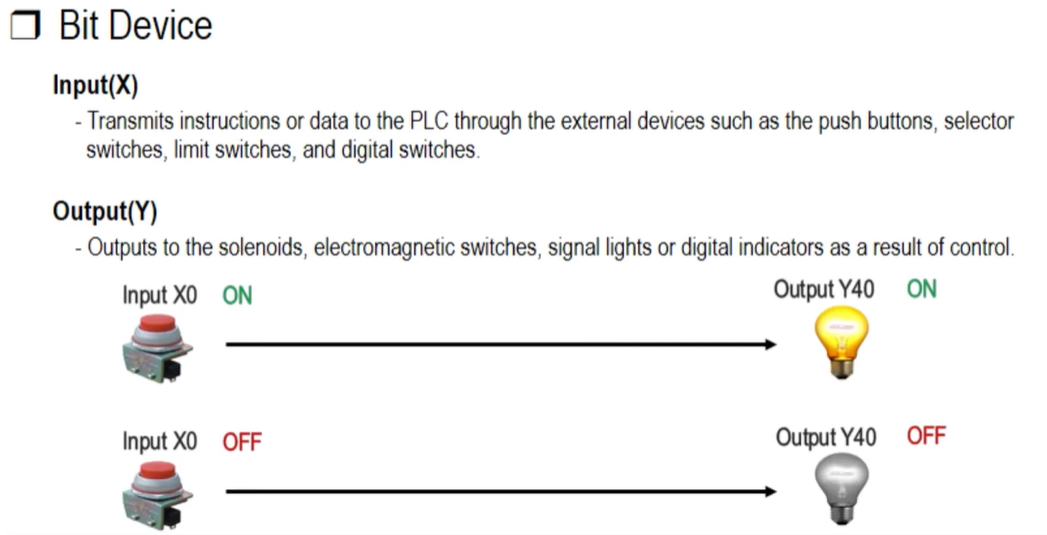 Bit Device
Input(X)
- Transmits instructions or data to the PLC through the external devices such as the push buttons, selector
switches, limit switches, and digital switches.
Output(Y)
- Outputs to the solenoids, electromagnetic switches, signal lights or digital indicators as a result of control.
Input X0 ON Output Y40 ON
Input X0 OFF Output Y40 OFF